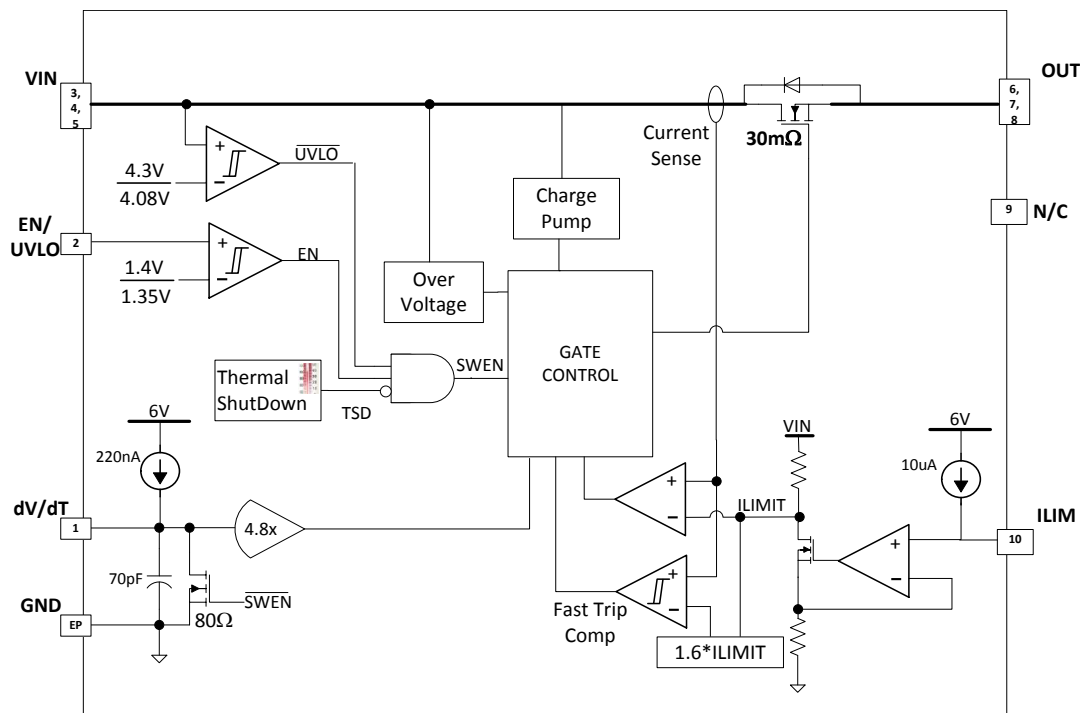 VIN
3,
4,
5
OUT
6,
7,
8
Current
Sense
30mΩ
UVLO
4.3V
4.08V
+
−
Charge
Pump
9
N/C
EN/
UVLO
2
+
−
EN
1.4V
1.35V
Over
Voltage
GATE
CONTROL
SWEN
Thermal
ShutDown
TSD
6V
220nA
VIN
6V
10uA
dV/dT
1
4.8x
+
−
ILIMIT
ILIM
10
+
−
70pF
SWEN
80Ω
GND
EP
+
−
Fast Trip
Comp
1.6*ILIMIT